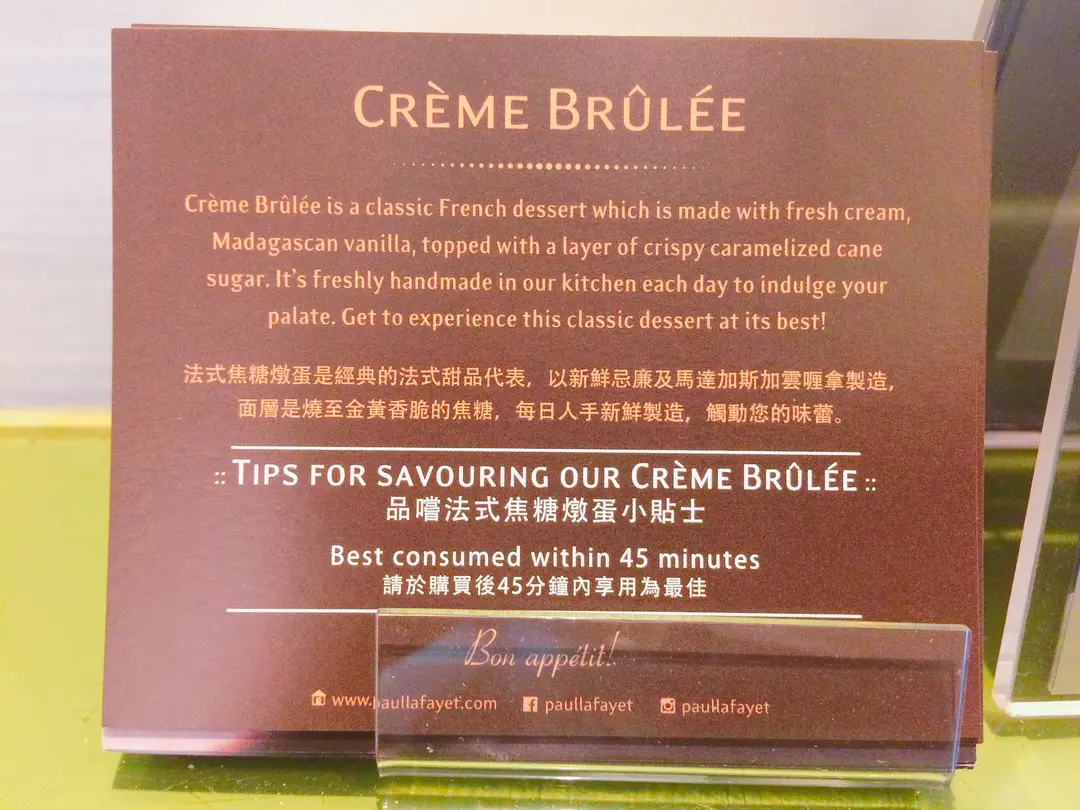 CRÈME BRÛLÉE
Crème Brûlée is a classic French dessert which is made with fresh cream,
Madagascan vanilla, topped with a layer of crispy caramelized cane
sugar. It's freshly handmade in our kitchen each day to indulge your
palate. Get to experience this classic dessert at its best!
法式焦糖燉蛋是經典的法式甜品代表，以新鮮忌廉及馬達加斯加雲喱拿製造，
面層是燒至金黃香脆的焦糖，每日人手新鮮製造，觸動您的味蕾。
:: TIPS FOR SAVOURING OUR CRÈME BRÛLÉE ::
品嚐法式焦糖燉蛋小貼士
Best consumed within 45 minutes
請於購買後45分鐘內享用為最佳
Bon appétit!
www.paullafayet.com paullafayet paullafayet